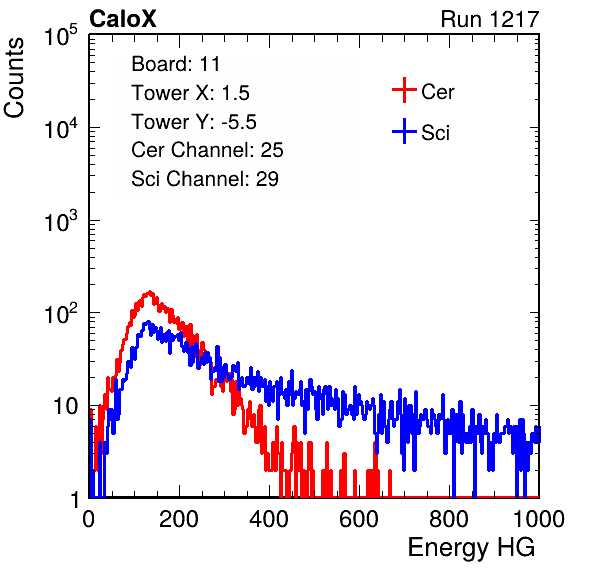 CaloX Run 1217
10^5
Counts
Board: 11
Tower X: 1.5
Tower Y: -5.5
Cer Channel: 25
Sci Channel: 29
Cer
Sci
10^4
10^3
10^2
10
1
0 200 400 600 800 1000
Energy HG